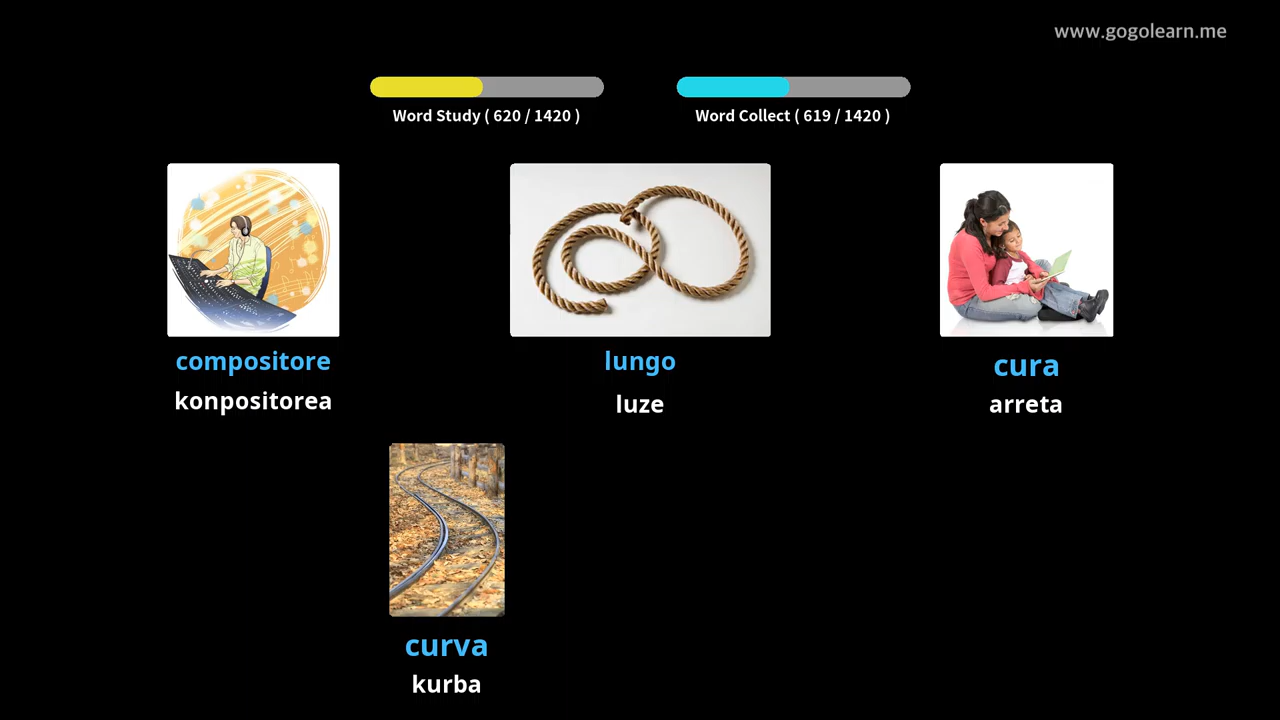 www.gogolearn.me
Word Study ( 620 / 1420 )
Word Collect ( 619 / 1420 )
compositore
konpositorea
lungo
luze
cura
arreta
curva
kurba